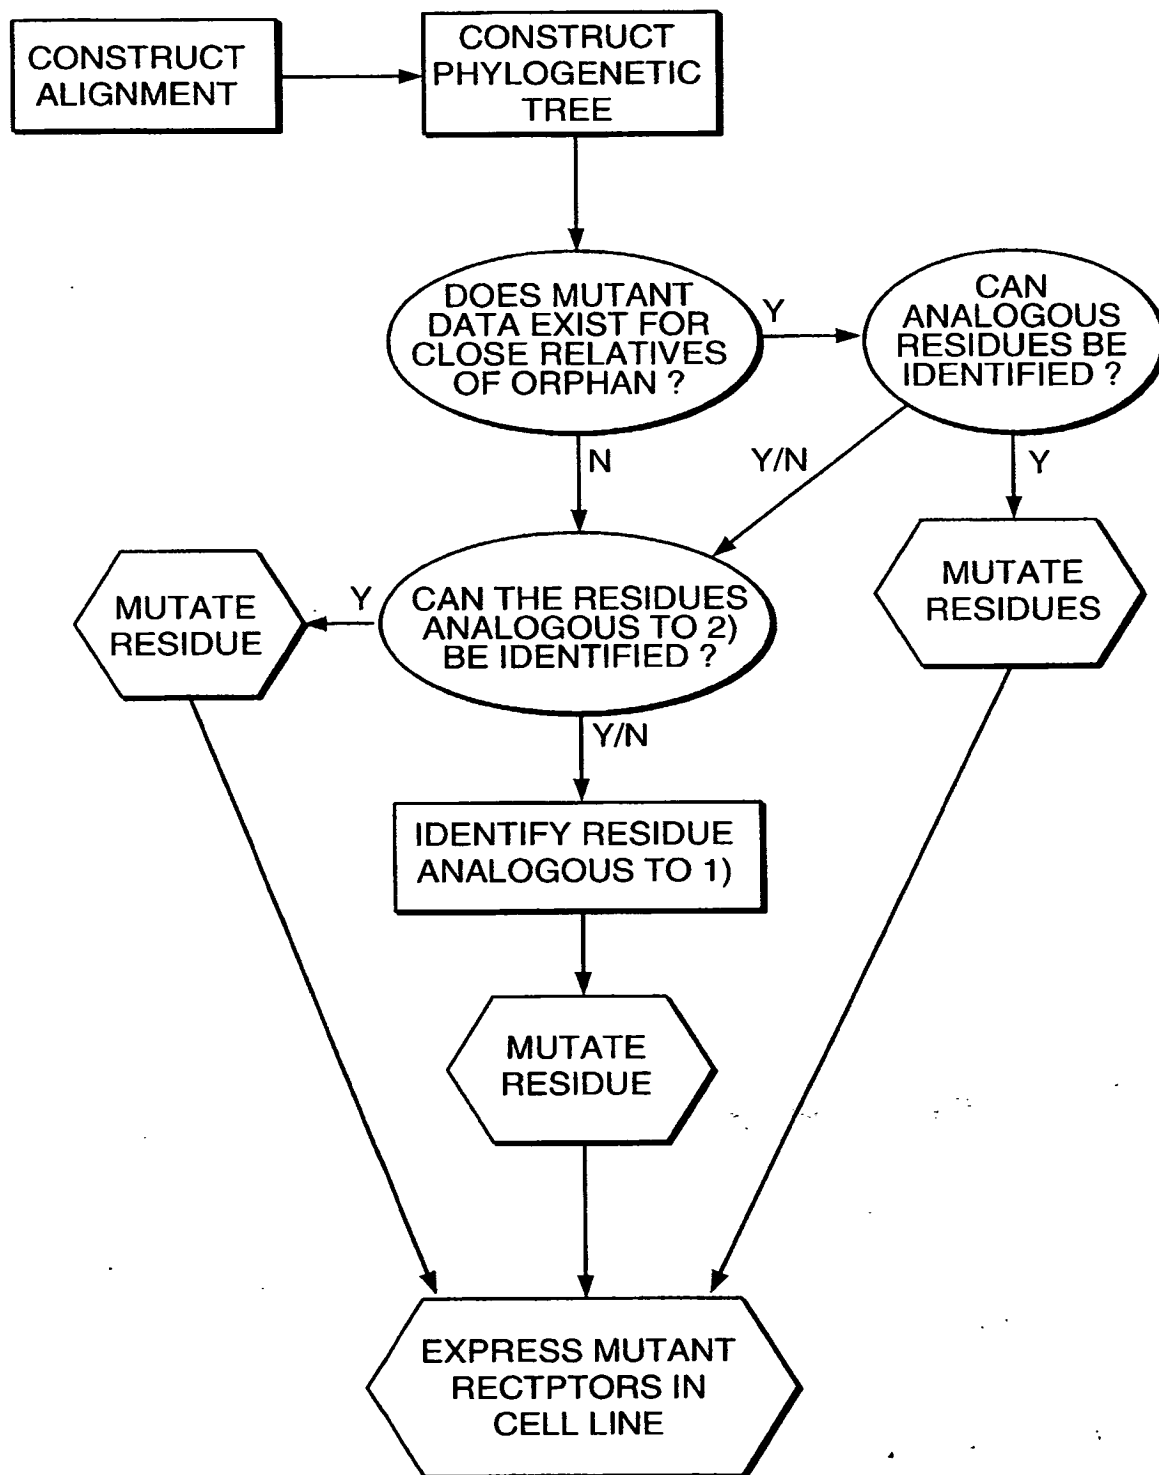 CONSTRUCT
ALIGNMENT
CONSTRUCT
PHYLOGENETIC
TREE
DOES MUTANT
DATA EXIST FOR
CLOSE RELATIVES
OF ORPHAN ?
Y
CAN
ANALOGOUS
RESIDUES BE
IDENTIFIED ?
N
Y/N
Y
MUTATE
RESIDUE
Y
CAN THE RESIDUES
ANALOGOUS TO 2)
BE IDENTIFIED ?
MUTATE
RESIDUES
Y/N
IDENTIFY RESIDUE
ANALOGOUS TO 1)
MUTATE
RESIDUE
EXPRESS MUTANT
RECTPTORS IN
CELL LINE